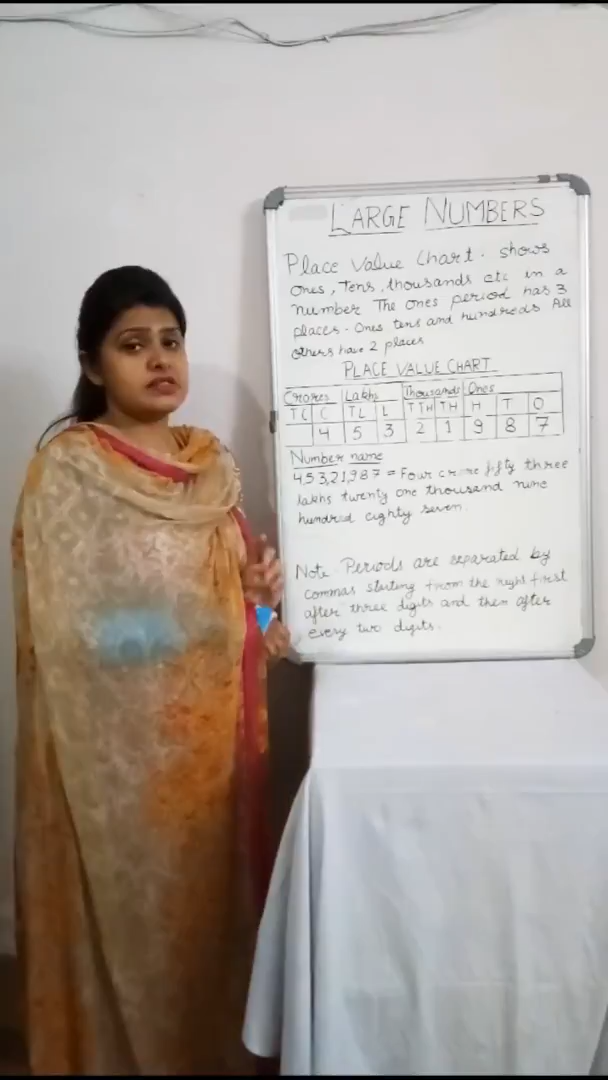 LARGE NUMBERS
Place Value Chart. shows
ones, Tens, thousands etc in a
number The ones period has 3
places. Ones tens and hundreds All
others have 2 places
PLACE VALUE CHART
Crores Lakhs Thousands Ones
TC C TL L TTH TH H T O
4 5 3 2 1 9 8 7
Number name
4,53,21,987 = Four crore fifty three
lakhs twenty one thousand nine
hundred eighty seven.
Note Periods are separated by
commas starting from the right first
after three digits and then after
every two digits.